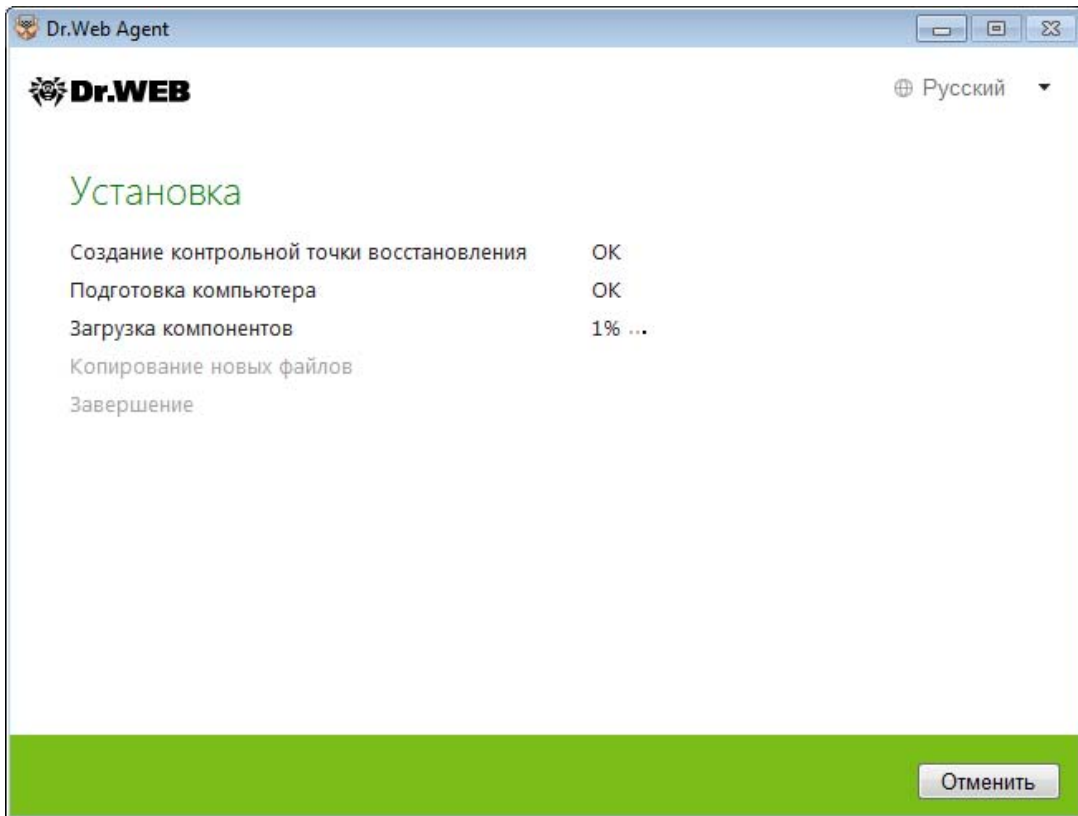 Dr.Web Agent
Dr.WEB
Русский
Установка
Создание контрольной точки восстановления OK
Подготовка компьютера OK
Загрузка компонентов 1% ...
Копирование новых файлов
Завершение
Отменить